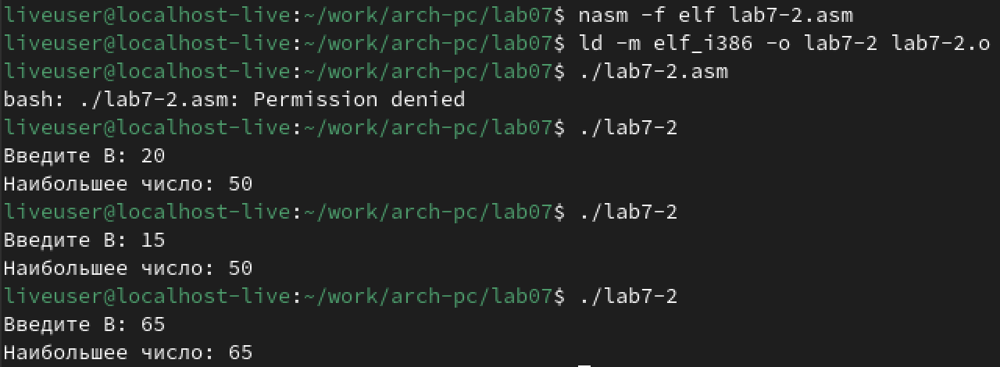 liveuser@localhost-live:~/work/arch-pc/lab07$ nasm -f elf lab7-2.asm
liveuser@localhost-live:~/work/arch-pc/lab07$ ld -m elf_i386 -o lab7-2 lab7-2.o
liveuser@localhost-live:~/work/arch-pc/lab07$ ./lab7-2.asm
bash: ./lab7-2.asm: Permission denied
liveuser@localhost-live:~/work/arch-pc/lab07$ ./lab7-2
Введите B: 20
Наибольшее число: 50
liveuser@localhost-live:~/work/arch-pc/lab07$ ./lab7-2
Введите B: 15
Наибольшее число: 50
liveuser@localhost-live:~/work/arch-pc/lab07$ ./lab7-2
Введите B: 65
Наибольшее число: 65